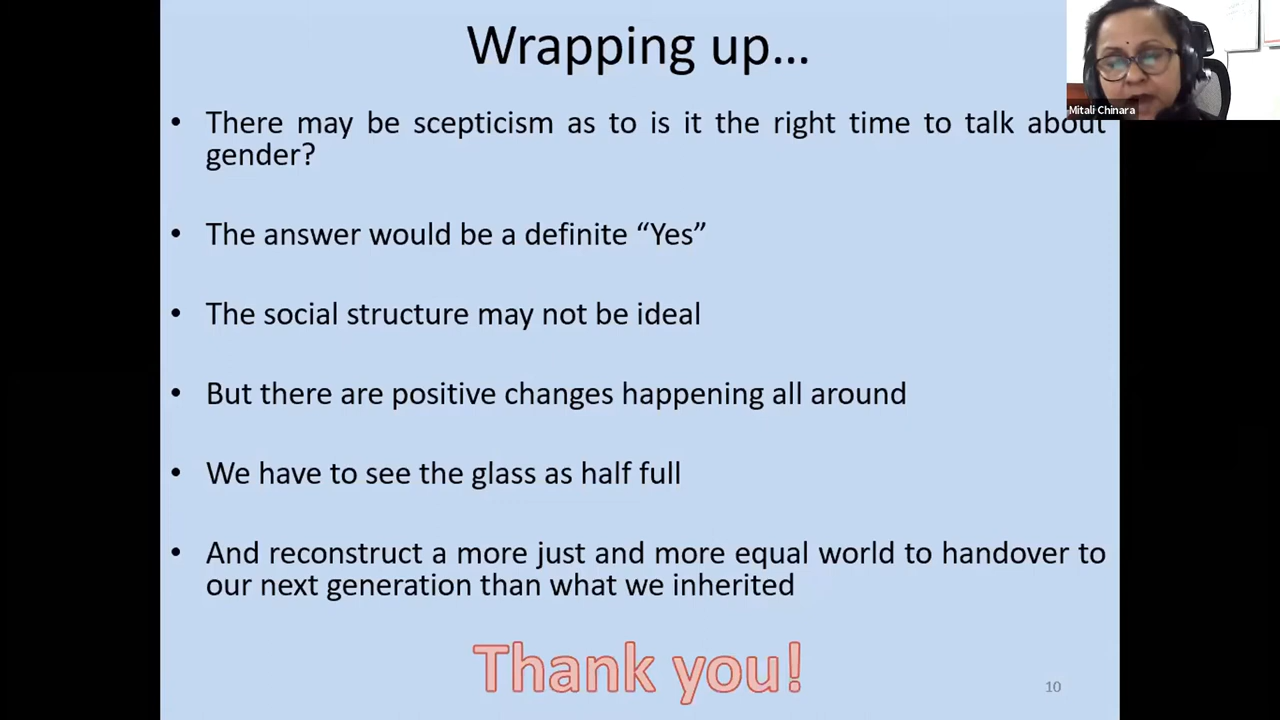 Wrapping up...
Mitali Chinara
• There may be scepticism as to is it the right time to talk about
gender?
• The answer would be a definite “Yes”
• The social structure may not be ideal
• But there are positive changes happening all around
• We have to see the glass as half full
• And reconstruct a more just and more equal world to handover to
our next generation than what we inherited
Thank you!
10